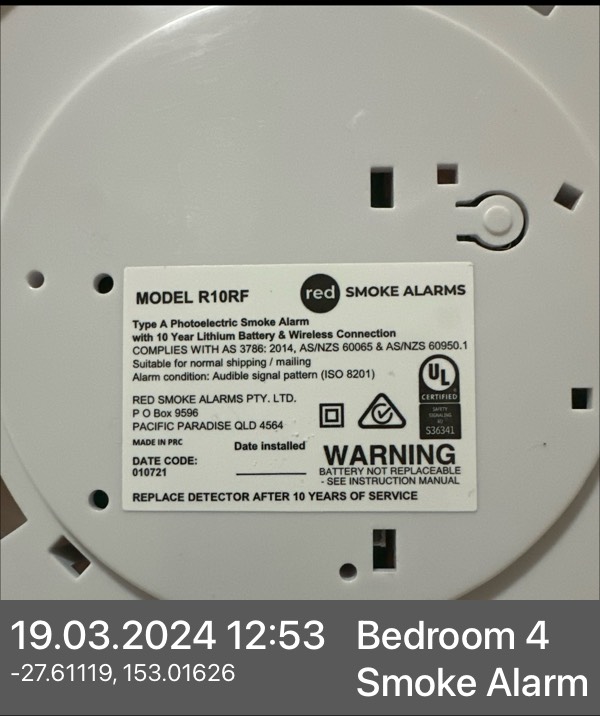 MODEL R10RF
red SMOKE ALARMS
Type A Photoelectric Smoke Alarm
with 10 Year Lithium Battery & Wireless Connection
COMPLIES WITH AS 3786: 2014, AS/NZS 60065 & AS/NZS 60950.1
Suitable for normal shipping / mailing
Alarm condition: Audible signal pattern (ISO 8201)
UL
CERTIFIED
SAFETY
SIGNALING
AU
S36341
RED SMOKE ALARMS PTY. LTD.
P O Box 9596
PACIFIC PARADISE QLD 4564
MADE IN PRC
Date installed
DATE CODE:
010721
WARNING
BATTERY NOT REPLACEABLE
- SEE INSTRUCTION MANUAL
REPLACE DETECTOR AFTER 10 YEARS OF SERVICE
19.03.2024 12:53
-27.61119, 153.01626
Bedroom 4
Smoke Alarm